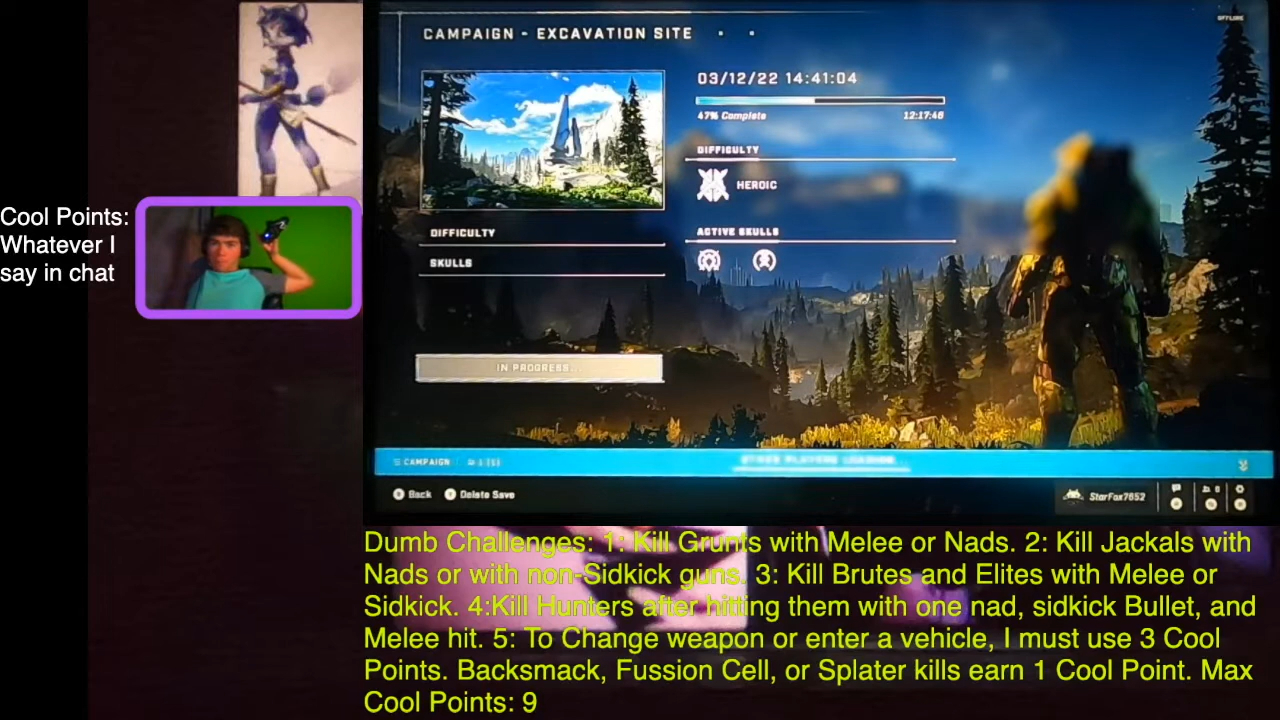 OFFLINE
CAMPAIGN - EXCAVATION SITE
03/12/22 14:41:04
47% Complete 12:17:46
DIFFICULTY
HEROIC
ACTIVE SKULLS
DIFFICULTY
SKULLS
IN PROGRESS...
CAMPAIGN
Back Delete Save
StarFox7652
Cool Points:
Whatever I
say in chat
Dumb Challenges: 1: Kill Grunts with Melee or Nads. 2: Kill Jackals with
Nads or with non-Sidkick guns. 3: Kill Brutes and Elites with Melee or
Sidkick. 4:Kill Hunters after hitting them with one nad, sidkick Bullet, and
Melee hit. 5: To Change weapon or enter a vehicle, I must use 3 Cool
Points. Backsmack, Fussion Cell, or Splater kills earn 1 Cool Point. Max
Cool Points: 9